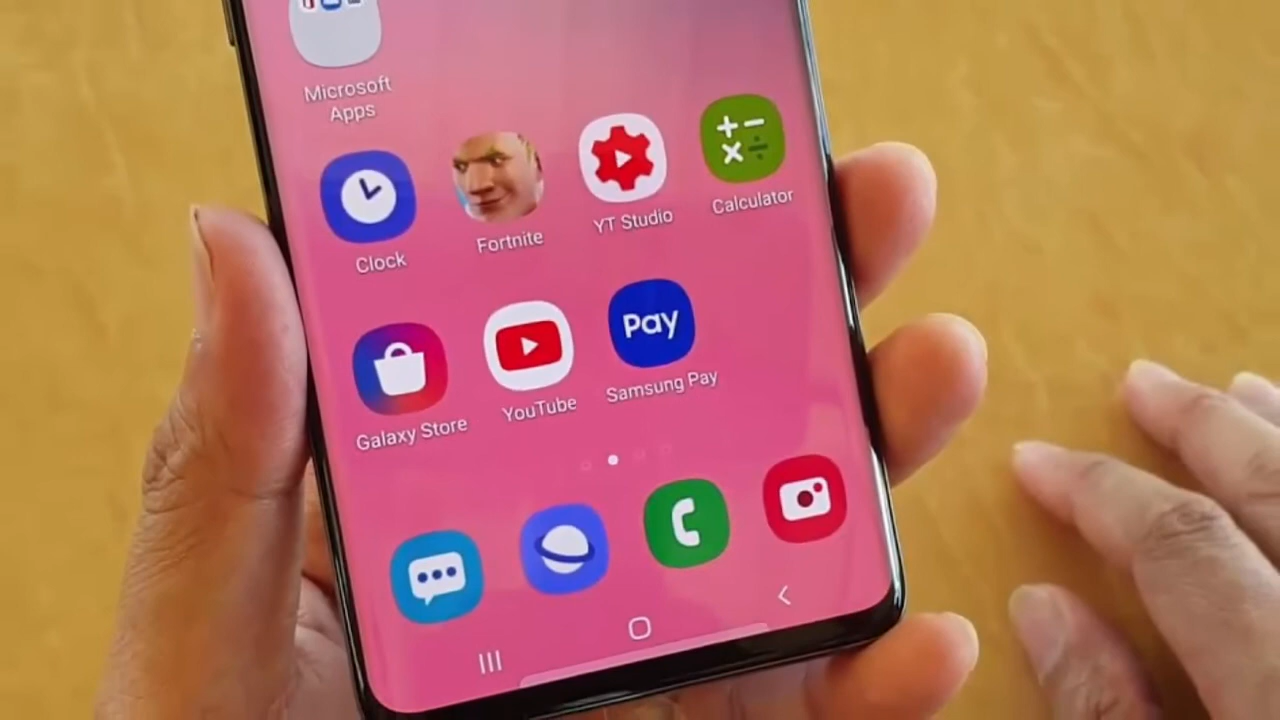 Microsoft
Apps
Clock
Fortnite
YT Studio
Calculator
Galaxy Store
YouTube
Pay
Samsung Pay